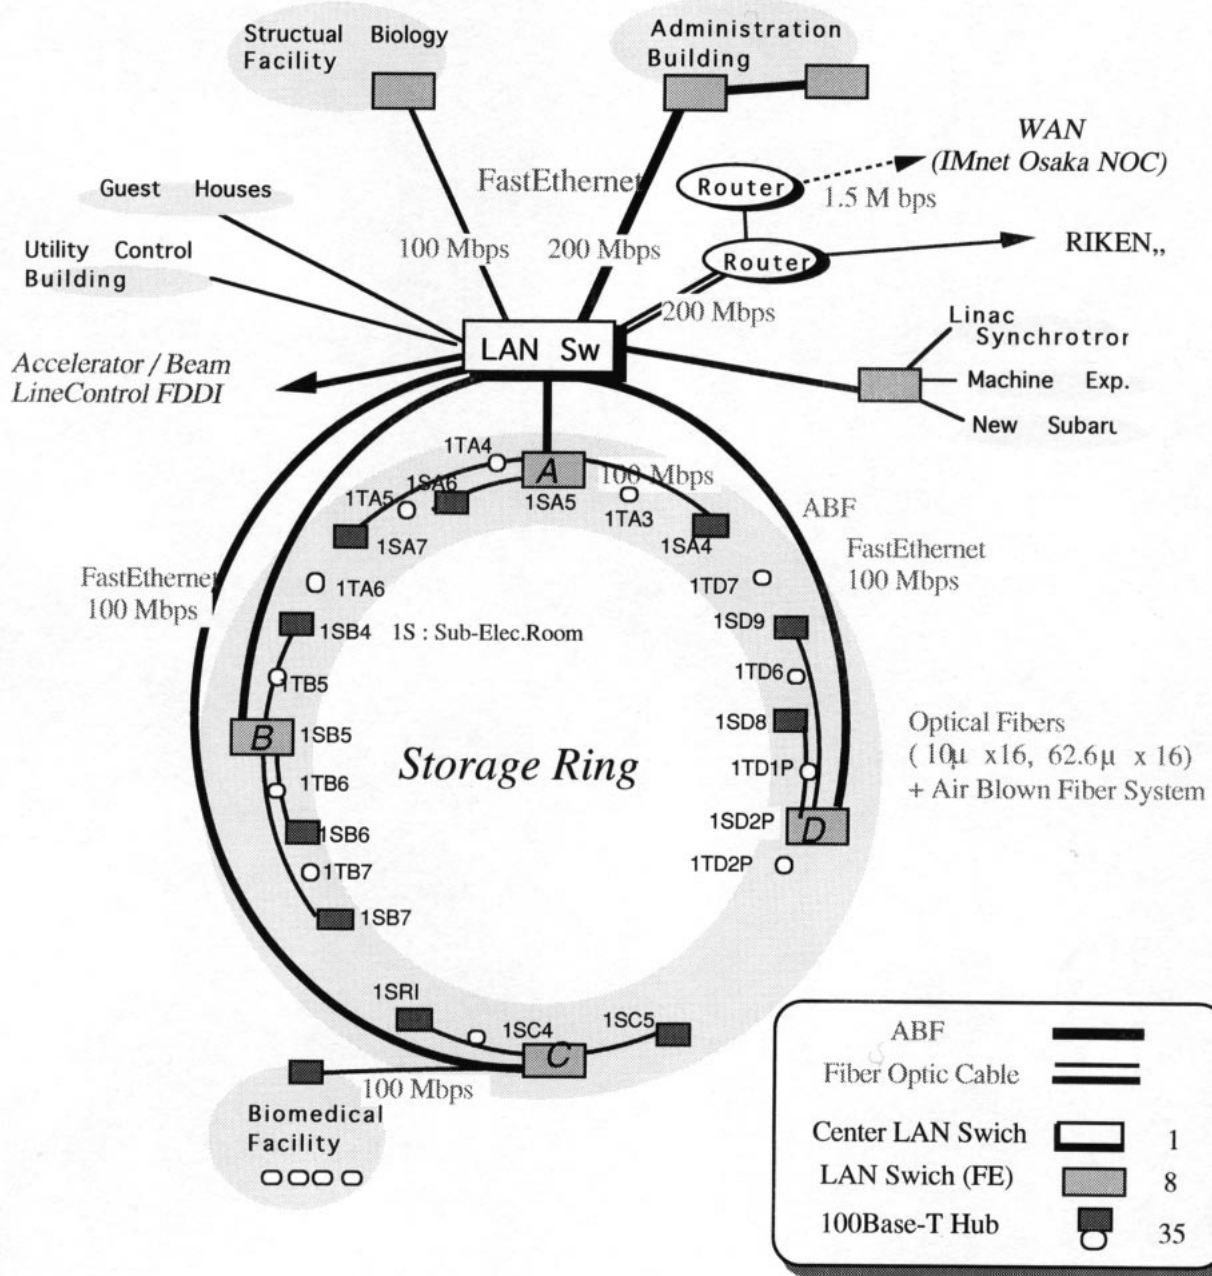 Structual Biology
Facility
Administration
Building
WAN
(IMnet Osaka NOC)
Router
1.5 M bps
FastEthernet
Guest Houses
100 Mbps
200 Mbps
Router
RIKEN,,
Utility Control
Building
200 Mbps
LAN Sw
Linac
Synchrotror
Machine Exp.
New Subaru
Accelerator / Beam
LineControl FDDI
1TA4
A
100 Mbps
1SA6
1TA5
1SA5
1TA3
1SA7
1SA4
ABF
FastEthernet
100 Mbps
FastEthernet
100 Mbps
1TA6
1TD7
1SB4
1S : Sub-Elec.Room
1SD9
1TB5
1TD6
B
1SB5
1SD8
Optical Fibers
( 10µ x16, 62.6µ x 16)
+ Air Blown Fiber System
Storage Ring
1TB6
1TD1P
1SB6
1SD2P
D
1TB7
1TD2P
1SB7
1SRI
1SC4
1SC5
C
100 Mbps
Biomedical
Facility
ABF
Fiber Optic Cable
Center LAN Swich 1
LAN Swich (FE) 8
100Base-T Hub 35